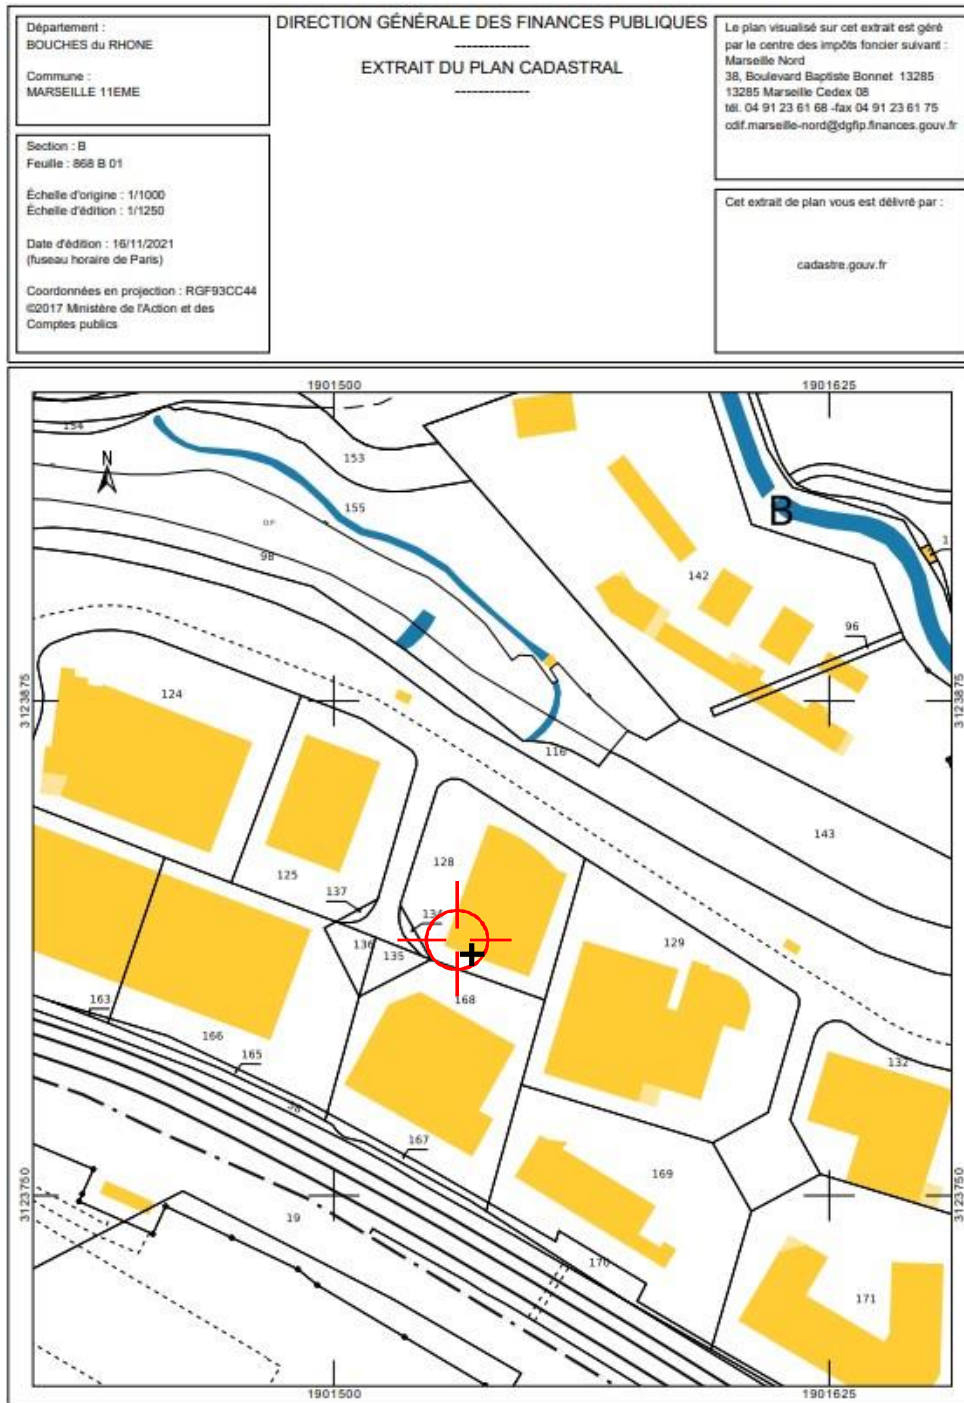 Département :
BOUCHES du RHONE
Commune :
MARSEILLE 11EME
Section : B
Feuille : 868 B 01
Échelle d'origine : 1/1000
Échelle d'édition : 1/1250
Date d'édition : 16/11/2021
(fuseau horaire de Paris)
Coordonnées en projection : RGF93CC44
©2017 Ministère de l'Action et des
Comptes publics
DIRECTION GÉNÉRALE DES FINANCES PUBLIQUES
-------------
EXTRAIT DU PLAN CADASTRAL
-------------
Le plan visualisé sur cet extrait est géré
par le centre des impôts foncier suivant :
Marseille Nord
38, Boulevard Baptiste Bonnet 13285
13285 Marseille Cedex 08
tél. 04 91 23 61 68 -fax 04 91 23 61 75
cdif.marseille-nord@dgfip.finances.gouv.fr
Cet extrait de plan vous est délivré par :
cadastre.gouv.fr
1901500
1901625
154
153
N
155
B
98
142
96
3123875
3123875
124
116
143
128
125
137
134
129
136
135
168
163
166
165
132
167
169
3123750
3123750
19
170
171
1901500
1901625